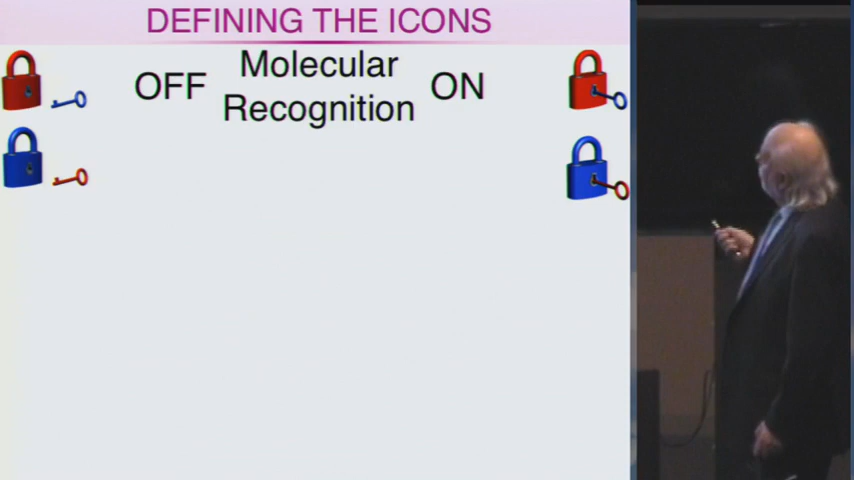 DEFINING THE ICONS
OFF Molecular Recognition ON